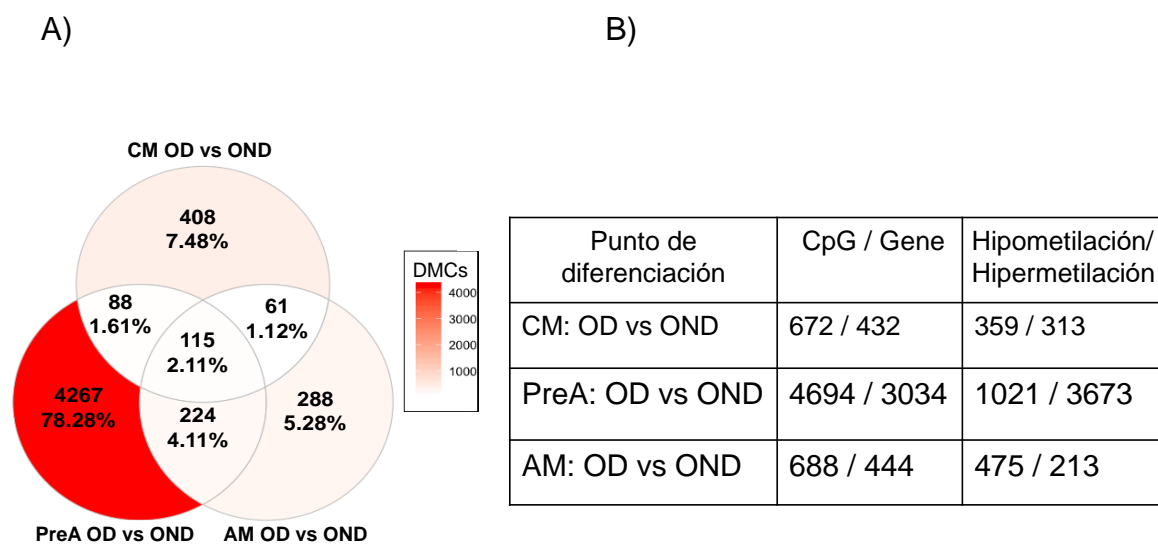 A)
B)
CM OD vs OND
408
7.48%
88
1.61%
61
1.12%
115
2.11%
4267
78.28%
224
4.11%
288
5.28%
PreA OD vs OND
AM OD vs OND
DMCs
4000
3000
2000
1000
Punto de
diferenciación
CpG / Gene
Hipometilación/
Hipermetilación
CM: OD vs OND
672 / 432
359 / 313
PreA: OD vs OND
4694 / 3034
1021 / 3673
AM: OD vs OND
688 / 444
475 / 213